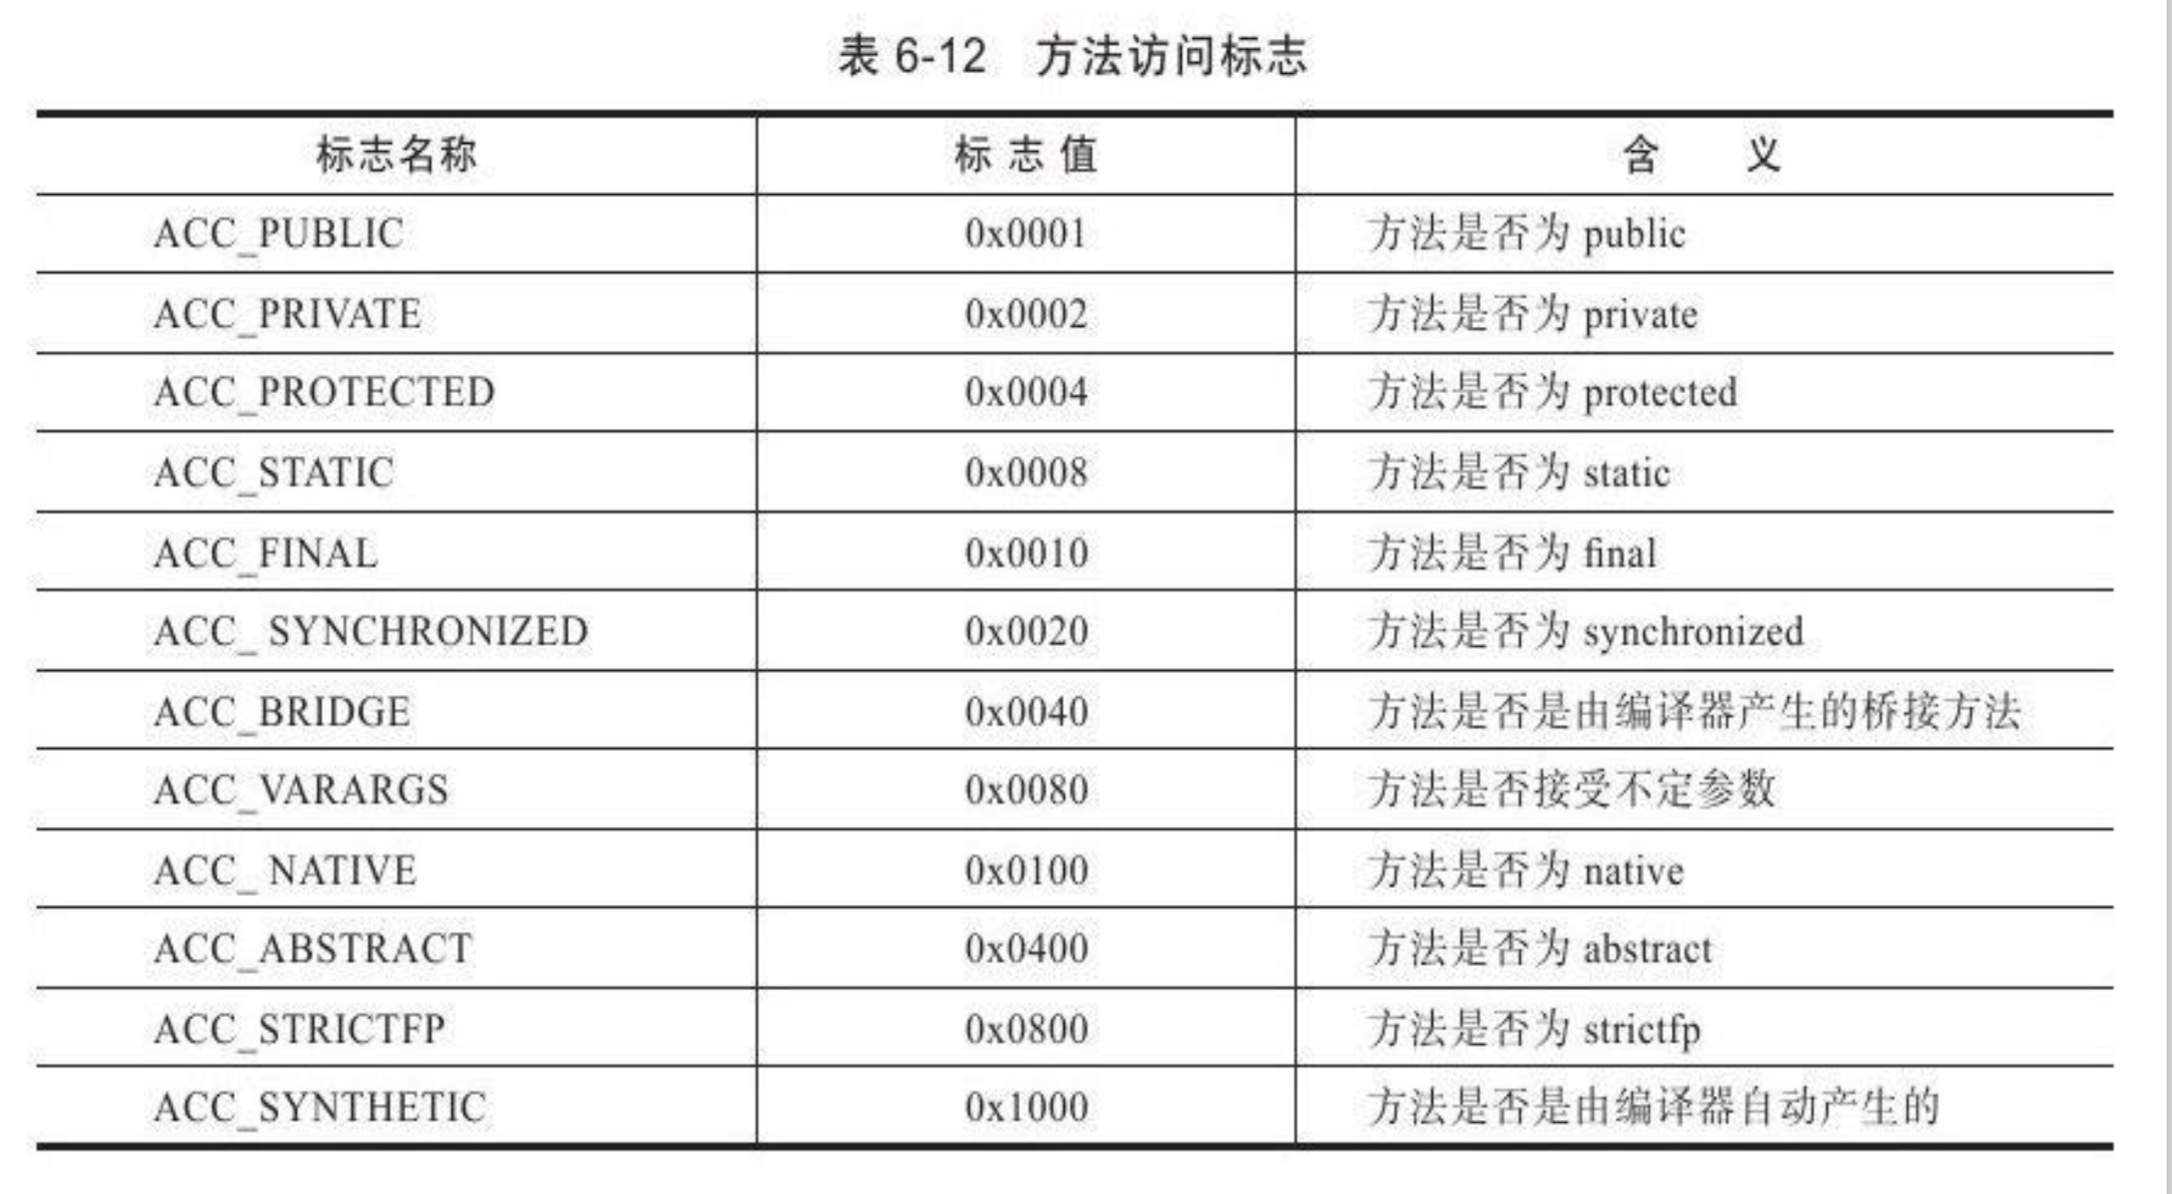 表 6-12 方法访问标志
标志名称 标 志 值 含 义
ACC_PUBLIC 0x0001 方法是否为 public
ACC_PRIVATE 0x0002 方法是否为 private
ACC_PROTECTED 0x0004 方法是否为 protected
ACC_STATIC 0x0008 方法是否为 static
ACC_FINAL 0x0010 方法是否为 final
ACC_ SYNCHRONIZED 0x0020 方法是否为 synchronized
ACC_BRIDGE 0x0040 方法是否是由编译器产生的桥接方法
ACC_VARARGS 0x0080 方法是否接受不定参数
ACC_ NATIVE 0x0100 方法是否为 native
ACC_ABSTRACT 0x0400 方法是否为 abstract
ACC_STRICTFP 0x0800 方法是否为 strictfp
ACC_SYNTHETIC 0x1000 方法是否是由编译器自动产生的